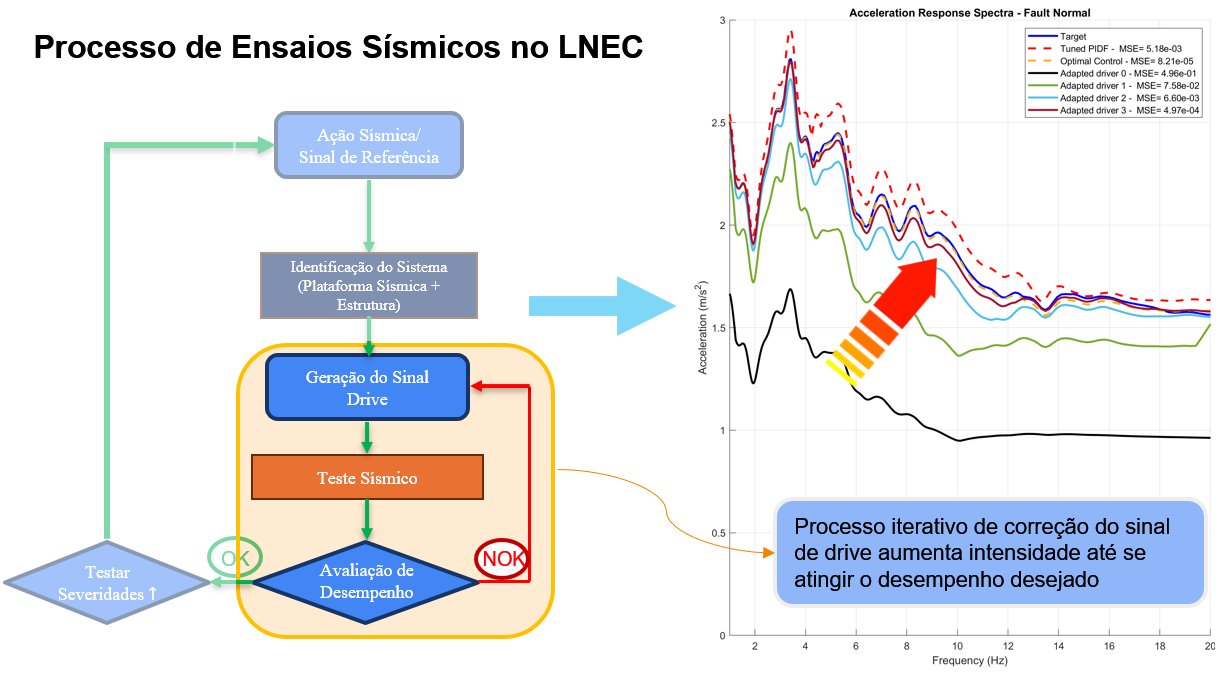 Processo de Ensaios Sísmicos no LNEC
Ação Sísmica/
Sinal de Referência
Identificação do Sistema
(Plataforma Sísmica +
Estrutura)
Geração do Sinal
Drive
Teste Sísmico
Avaliação de
Desempenho
OK
NOK
Testar
Severidades ↑
Acceleration Response Spectra - Fault Normal
Target
Tuned PIDF - MSE= 5.18e-03
Optimal Control - MSE= 8.21e-05
Adapted driver 0 - MSE= 4.96e-01
Adapted driver 1 - MSE= 7.58e-02
Adapted driver 2 - MSE= 6.60e-03
Adapted driver 3 - MSE= 4.97e-04
3
2.5
2
1.5
1
0.5
0
Acceleration (m/s²)
2 4 6 8 10 12 14 16 18 20
Frequency (Hz)
Processo iterativo de correção do sinal
de drive aumenta intensidade até se
atingir o desempenho desejado